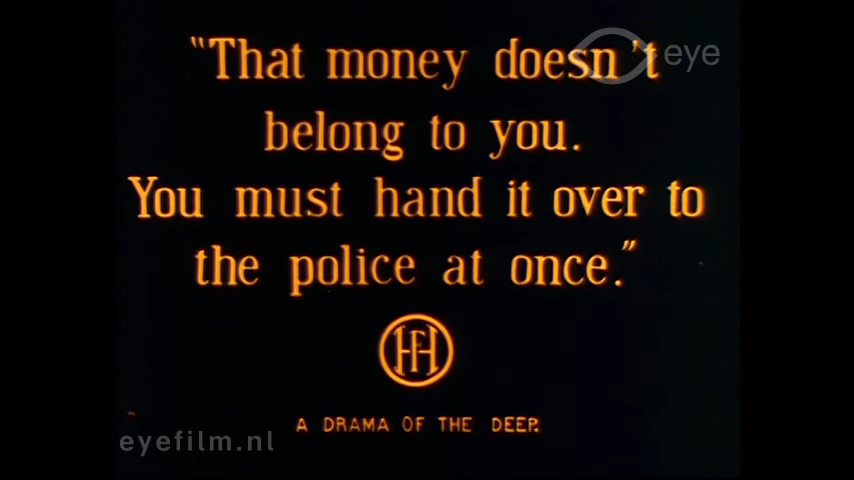 "That money doesn't
belong to you.
You must hand it over to
the police at once."
HFH
A DRAMA OF THE DEEP.
eye
eyefilm.nl